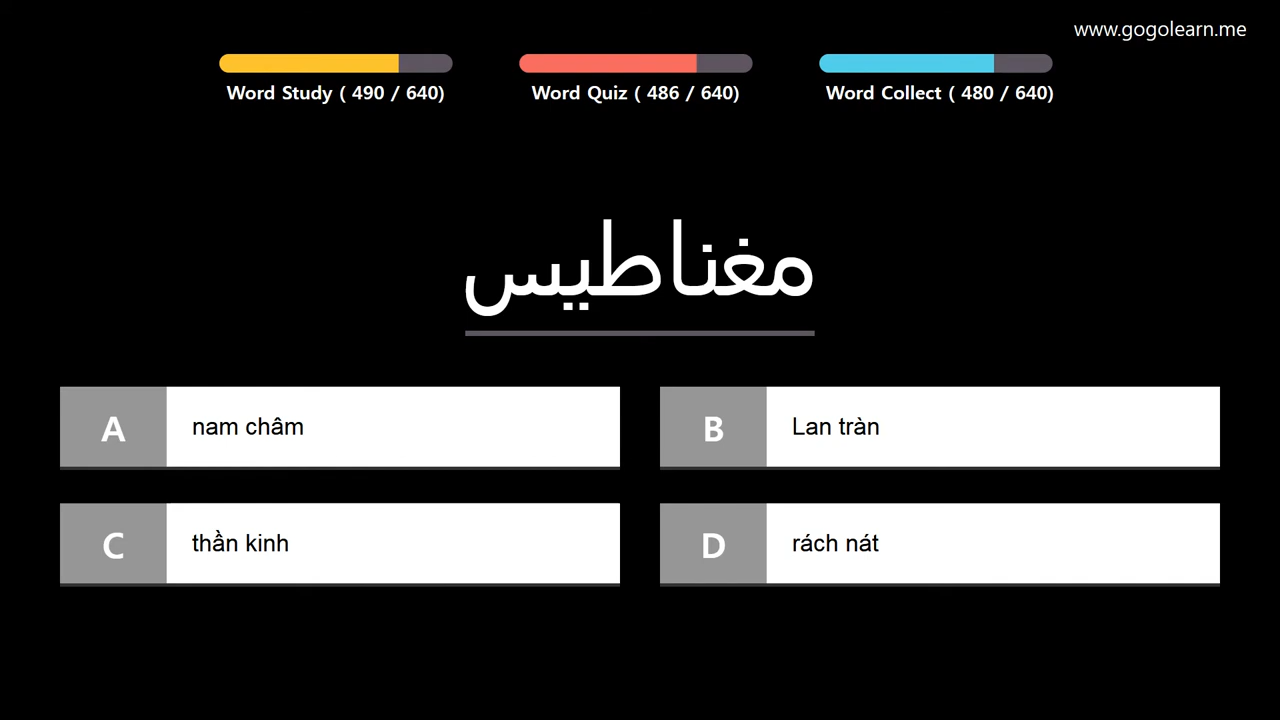 www.gogolearn.me
Word Study ( 490 / 640)
Word Quiz ( 486 / 640)
Word Collect ( 480 / 640)
مغناطيس
A nam châm
B Lan tràn
C thần kinh
D rách nát